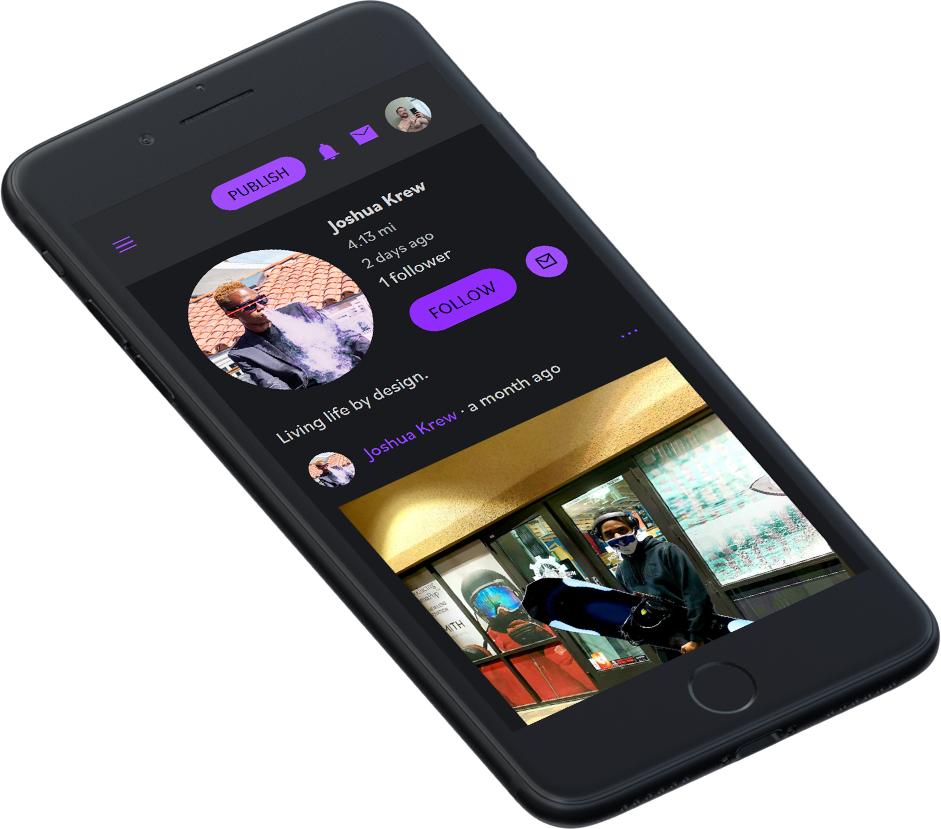 PUBLISH
Joshua Krew
4.13 mi
2 days ago
1 follower
FOLLOW
Living life by design.
Joshua Krew · a month ago